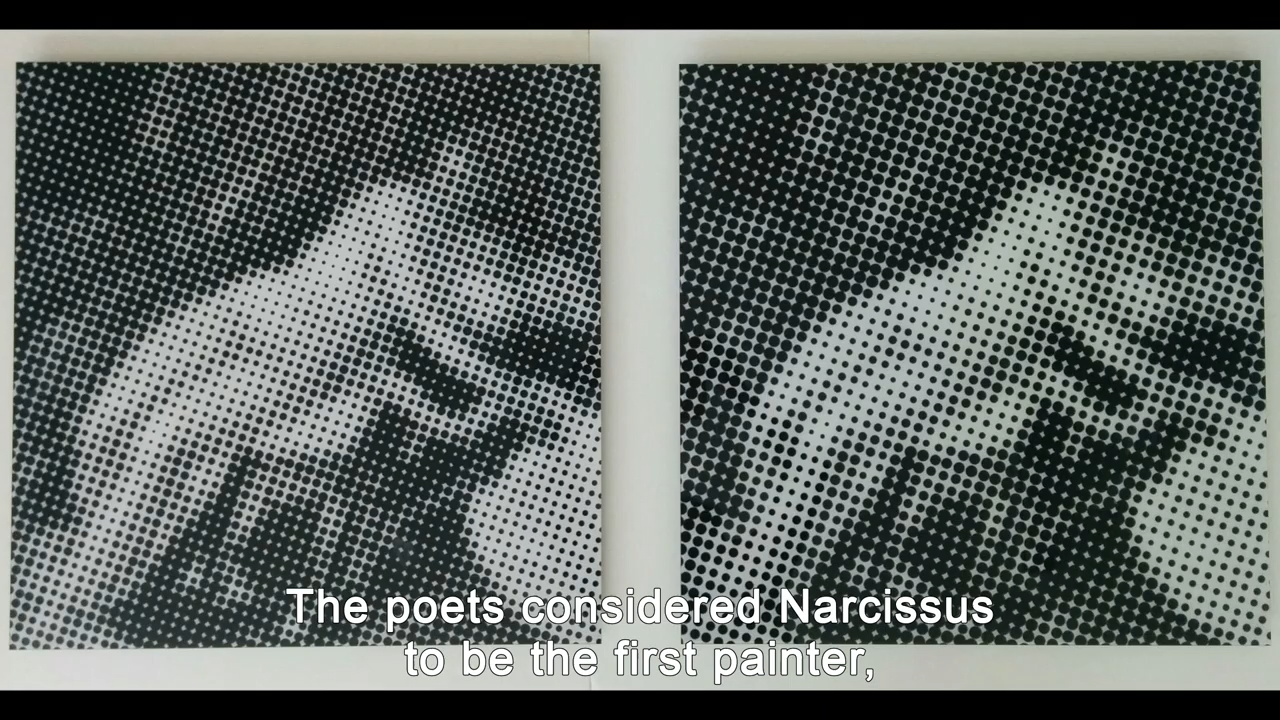 The poets considered Narcissus
to be the first painter,